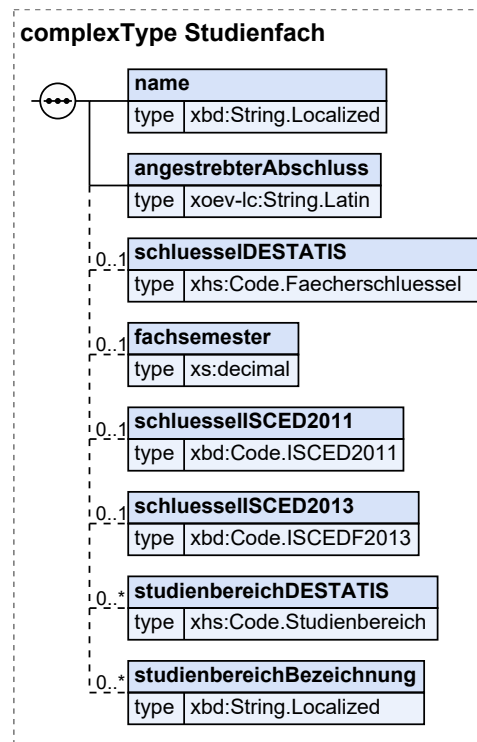 complexType Studienfach
name
type xbd:String.Localized
angestrebterAbschluss
type xoev-lc:String.Latin
0..1 schluesselDESTATIS
type xhs:Code.Faecherschluessel
0..1 fachsemester
type xs:decimal
0..1 schluesselISCED2011
type xbd:Code.ISCED2011
0..1 schluesselISCED2013
type xbd:Code.ISCEDF2013
0..* studienbereichDESTATIS
type xhs:Code.Studienbereich
0..* studienbereichBezeichnung
type xbd:String.Localized